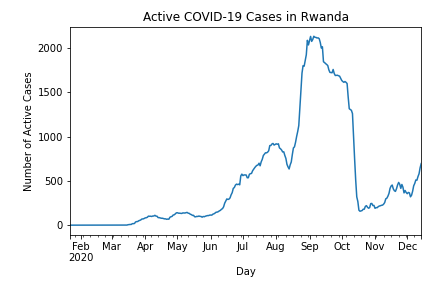 Active COVID-19 Cases in Rwanda
Number of Active Cases
2000
1500
1000
500
0
Feb Mar Apr May Jun Jul Aug Sep Oct Nov Dec
2020
Day